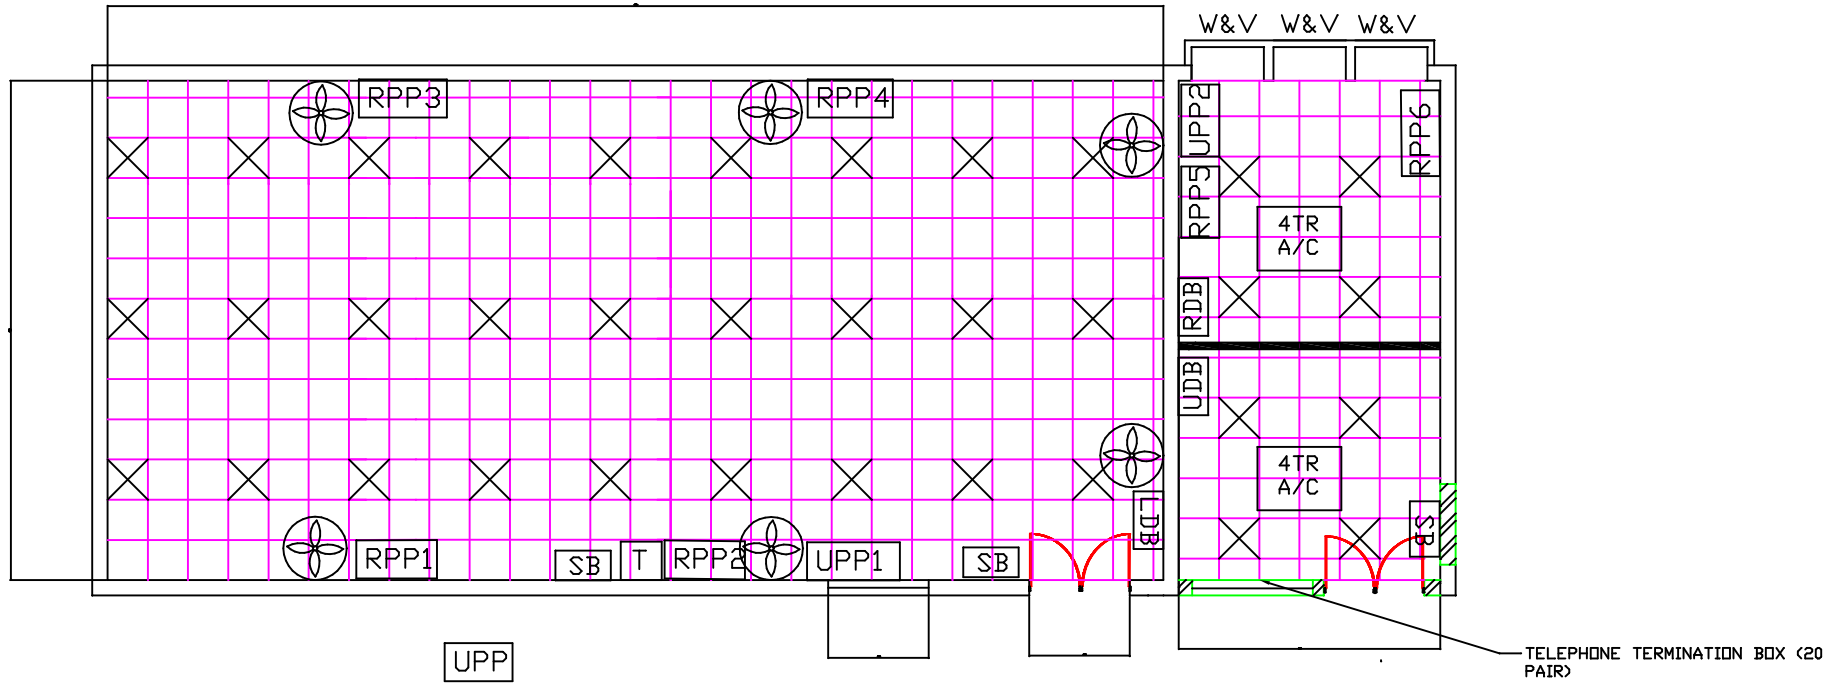 W&V W&V W&V
RPP3
RPP4
UPP2
RPP6
RPP5
4TR
A/C
RDB
UDB
4TR
A/C
LDB
SB
RPP1
SB
T
RPP2
UPP1
SB
UPP
TELEPHONE TERMINATION BOX (20
PAIR)